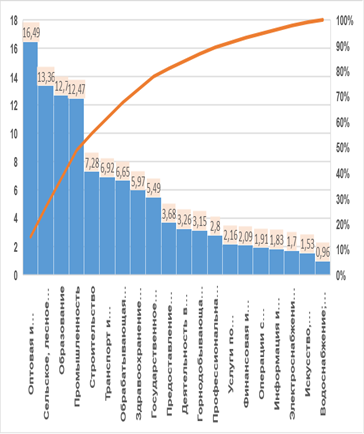 18
16
14
12
10
8
6
4
2
0
100%
90%
80%
70%
60%
50%
40%
30%
20%
10%
0%
16,49
13,36
12,7
12,47
7,28
6,92
6,65
5,97
5,49
3,68
3,26
3,15
2,8
2,16
2,09
1,91
1,83
1,7
1,53
0,96
Оптовая и…
Сельское, лесное…
Образование
Промышленность
Строительство
Транспорт и…
Обрабатывающая…
Здравоохранение…
Государственное…
Предоставление…
Деятельность в…
Горнодобывающа…
Профессиональна…
Услуги по…
Финансовая и…
Операции с…
Информация и…
Электроснабжени…
Искусство,…
Водоснабжение;…